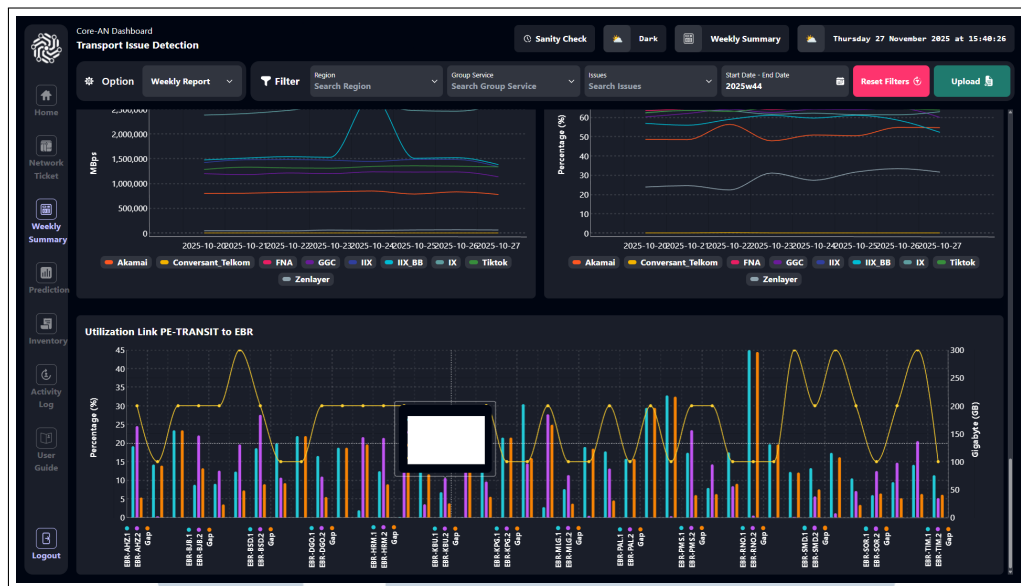 Core-AN Dashboard
Transport Issue Detection
Sanity Check
Dark
Weekly Summary
Thursday 27 November 2025 at 15:40:26
Option
Weekly Report
Filter
Region
Search Region
Group Service
Search Group Service
Issues
Search Issues
Start Date - End Date
2025w44
Reset Filters
Upload
Home
Network
Ticket
Weekly
Summary
Prediction
Inventory
Activity
Log
User
Guide
Logout
MBps
2,500,000
2,000,000
1,500,000
1,000,000
500,000
0
2025-10-20 2025-10-21 2025-10-22 2025-10-23 2025-10-24 2025-10-25 2025-10-26 2025-10-27
Akamai Conversant_Telkom FNA GGC IIX IIX_BB IX Tiktok
Zenlayer
Percentage (%)
60
50
40
30
20
10
0
2025-10-20 2025-10-21 2025-10-22 2025-10-23 2025-10-24 2025-10-25 2025-10-26 2025-10-27
Akamai Conversant_Telkom FNA GGC IIX IIX_BB IX Tiktok
Zenlayer
Utilization Link PE-TRANSIT to EBR
Percentage (%)
45
40
35
30
25
20
15
10
5
0
300
250
200
150
100
50
0
Gigabyte (GB)
EBR-AHZ.1
EBR-AHZ2
Gap
EBR-BJR.1
EBR-BJR.2
Gap
EBR-BSD.1
EBR-BSD.2
Gap
EBR-DGO.1
EBR-DGO.2
Gap
EBR-HRM.1
EBR-HRM.2
Gap
EBR-KBU.1
EBR-KBU.2
Gap
EBR-KPG.1
EBR-KPG.2
Gap
EBR-MLG.1
EBR-MLG.2
Gap
EBR-PAL.1
EBR-PAL.2
Gap
EBR-PMS.1
EBR-PMS.2
Gap
EBR-RNO.1
EBR-RNO.2
Gap
EBR-SMD.1
EBR-SMD.2
Gap
EBR-SOR.1
EBR-SOR.2
Gap
EBR-TIM.1
EBR-TIM.2
Gap